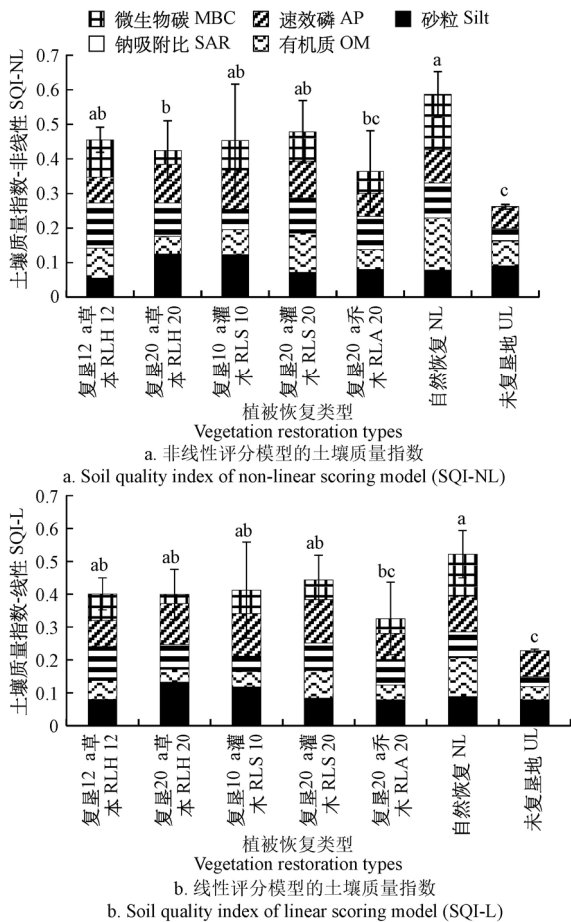 微生物碳 MBC 速效磷 AP 砂粒 Silt
钠吸附比 SAR 有机质 OM
土壤质量指数-非线性 SQI-NL
0.7
0.6
0.5
0.4
0.3
0.2
0.1
0
ab
b
ab
ab
bc
a
c
复垦12 a草
本 RLH 12
复垦20 a草
本 RLH 20
复垦10 a灌
木 RLS 10
复垦20 a灌
木 RLS 20
复垦20 a乔
木 RLA 20
自然恢复 NL
未复垦地 UL
植被恢复类型
Vegetation restoration types
a. 非线性评分模型的土壤质量指数
a. Soil quality index of non-linear scoring model (SQI-NL)
土壤质量指数-线性 SQI-L
0.7
0.6
0.5
0.4
0.3
0.2
0.1
0
ab
ab
ab
ab
bc
a
c
复垦12 a草
本 RLH 12
复垦20 a草
本 RLH 20
复垦10 a灌
木 RLS 10
复垦20 a灌
木 RLS 20
复垦20 a乔
木 RLA 20
自然恢复 NL
未复垦地 UL
植被恢复类型
Vegetation restoration types
b. 线性评分模型的土壤质量指数
b. Soil quality index of linear scoring model (SQI-L)